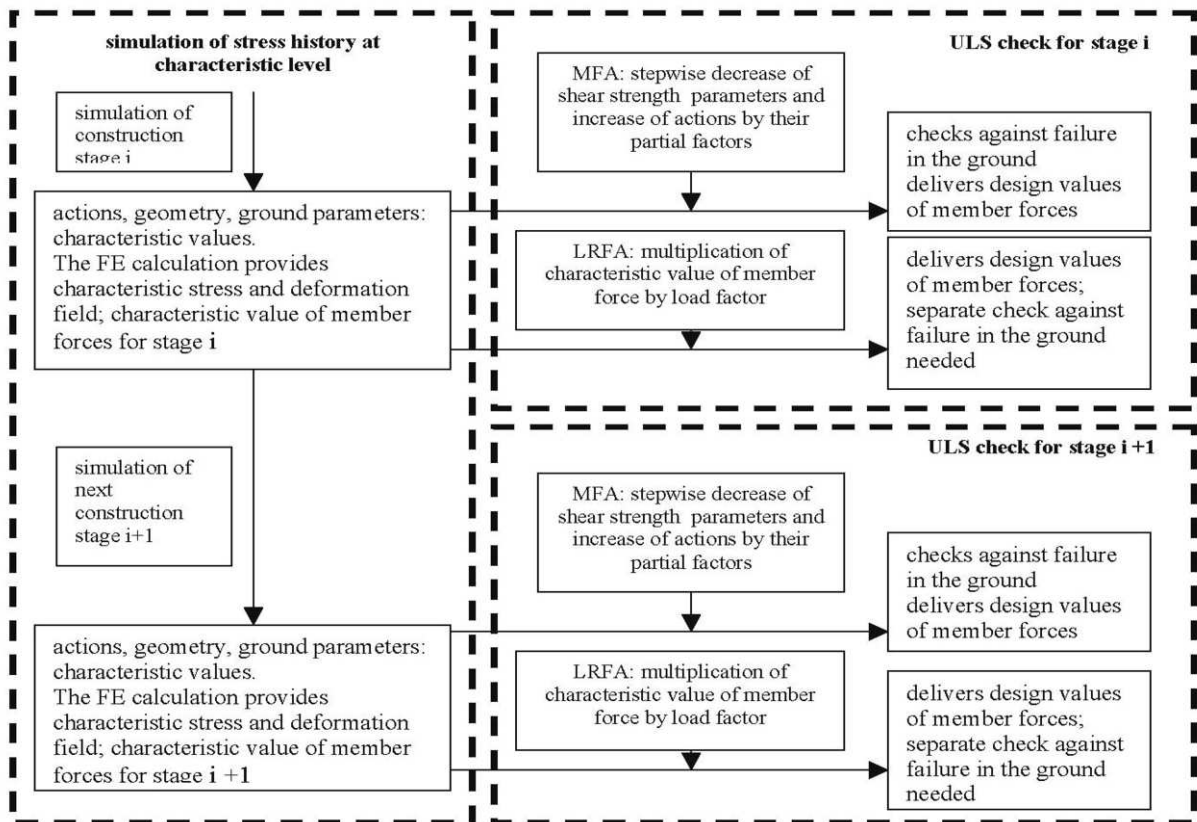 simulation of stress history at
characteristic level
simulation of
construction
stage i
actions, geometry, ground parameters:
characteristic values.
The FE calculation provides
characteristic stress and deformation
field; characteristic value of member
forces for stage i
simulation of
next
construction
stage i+1
actions, geometry, ground parameters:
characteristic values.
The FE calculation provides
characteristic stress and deformation
field; characteristic value of member
forces for stage i +1
ULS check for stage i
MFA: stepwise decrease of
shear strength parameters and
increase of actions by their
partial factors
checks against failure
in the ground
delivers design values
of member forces
LRFA: multiplication of
characteristic value of member
force by load factor
delivers design values
of member forces;
separate check against
failure in the ground
needed
ULS check for stage i +1
MFA: stepwise decrease of
shear strength parameters and
increase of actions by their
partial factors
checks against failure
in the ground
delivers design values
of member forces
LRFA: multiplication of
characteristic value of member
force by load factor
delivers design values
of member forces;
separate check against
failure in the ground
needed